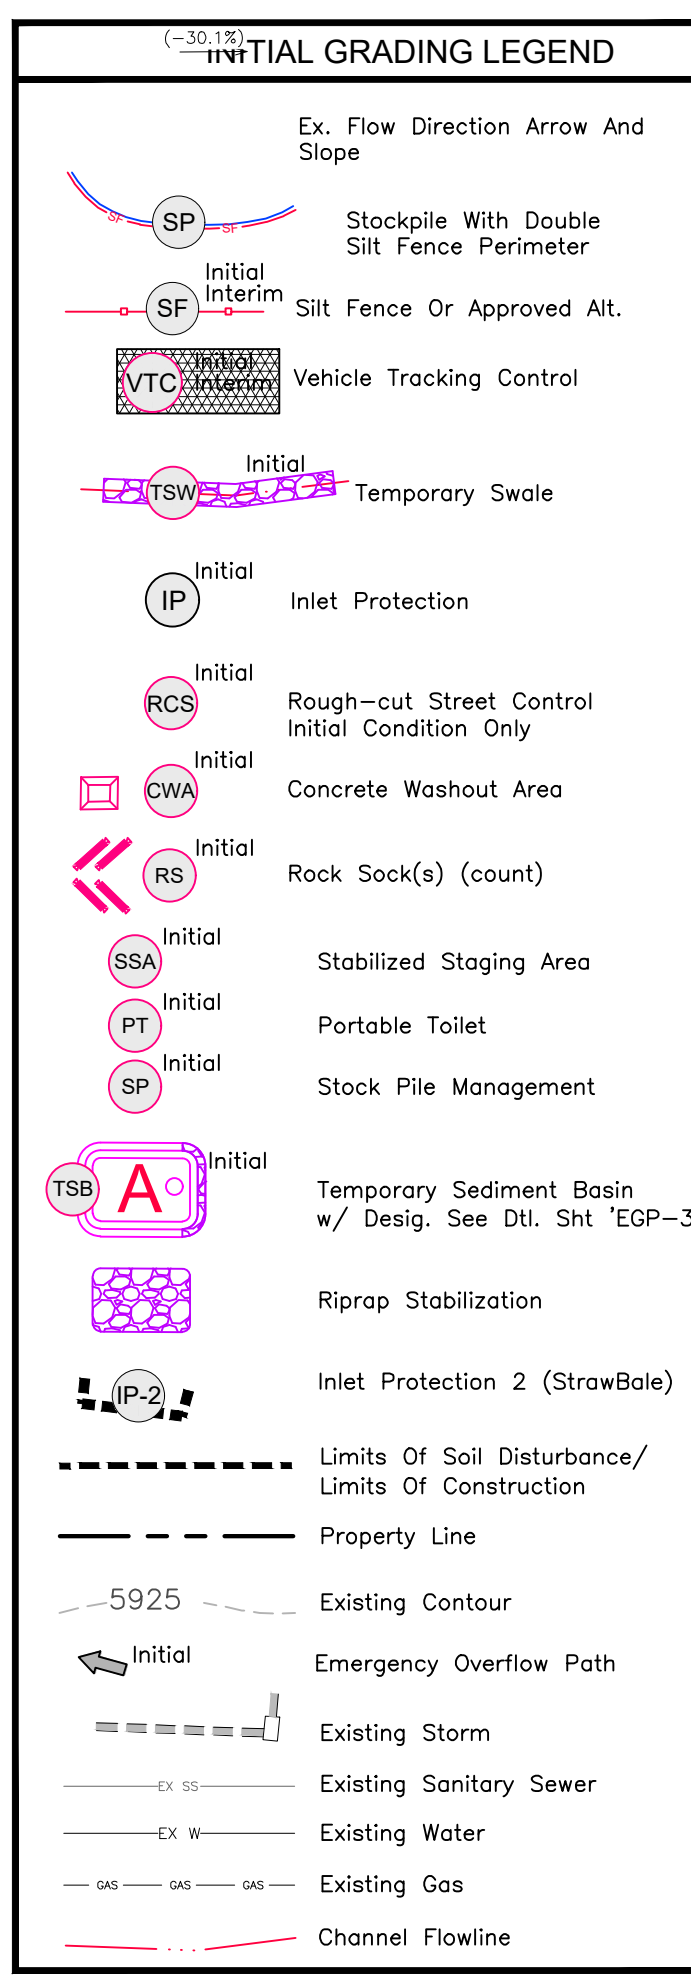 (-30.1%)
INITIAL GRADING LEGEND
Ex. Flow Direction Arrow And
Slope
SF SP SF
Stockpile With Double
Silt Fence Perimeter
Initial
Interim
SF
Silt Fence Or Approved Alt.
VTC
Initial
Interim
Vehicle Tracking Control
Initial
TSW
Temporary Swale
Initial
IP
Inlet Protection
Initial
RCS
Rough-cut Street Control
Initial Condition Only
Initial
CWA
Concrete Washout Area
Initial
RS
Rock Sock(s) (count)
Initial
SSA
Stabilized Staging Area
Initial
PT
Portable Toilet
Initial
SP
Stock Pile Management
Initial
TSB
A
Temporary Sediment Basin
w/ Desig. See Dtl. Sht 'EGP-3
Riprap Stabilization
IP-2
Inlet Protection 2 (StrawBale)
Limits Of Soil Disturbance/
Limits Of Construction
Property Line
5925
Existing Contour
Initial
Emergency Overflow Path
Existing Storm
EX SS
Existing Sanitary Sewer
EX W
Existing Water
GAS GAS GAS
Existing Gas
Channel Flowline